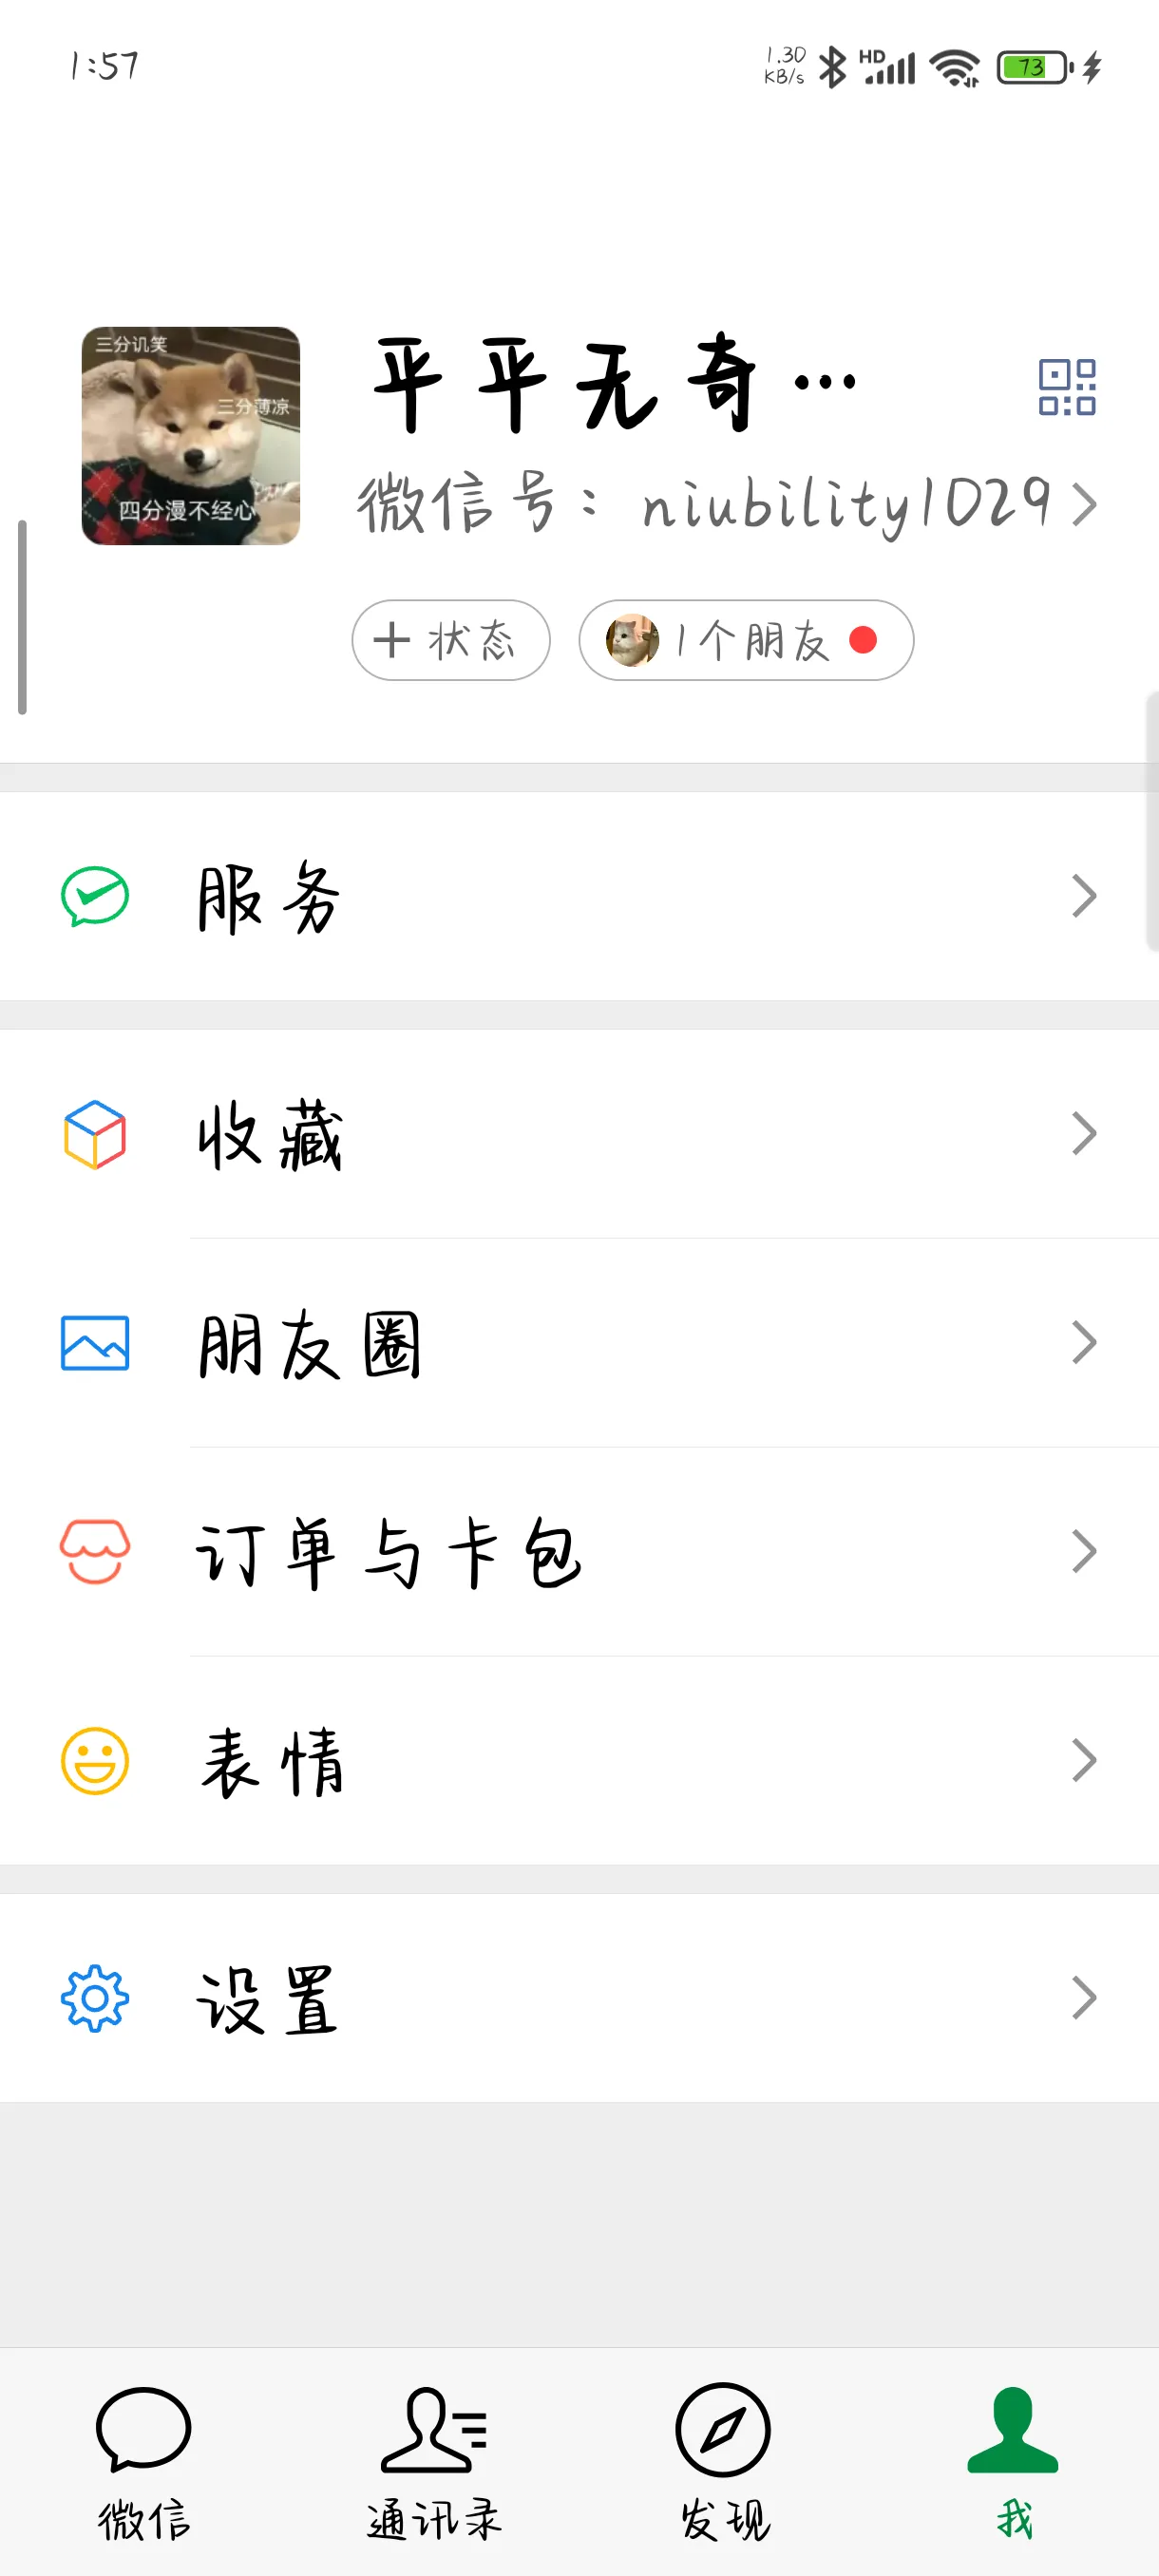 1:57
1.30
KB/s
HD
73
三分讥笑
三分薄凉
四分漫不经心
平平无奇…
微信号：niubility1029
状态
1个朋友
服务
收藏
朋友圈
订单与卡包
表情
设置
微信
通讯录
发现
我